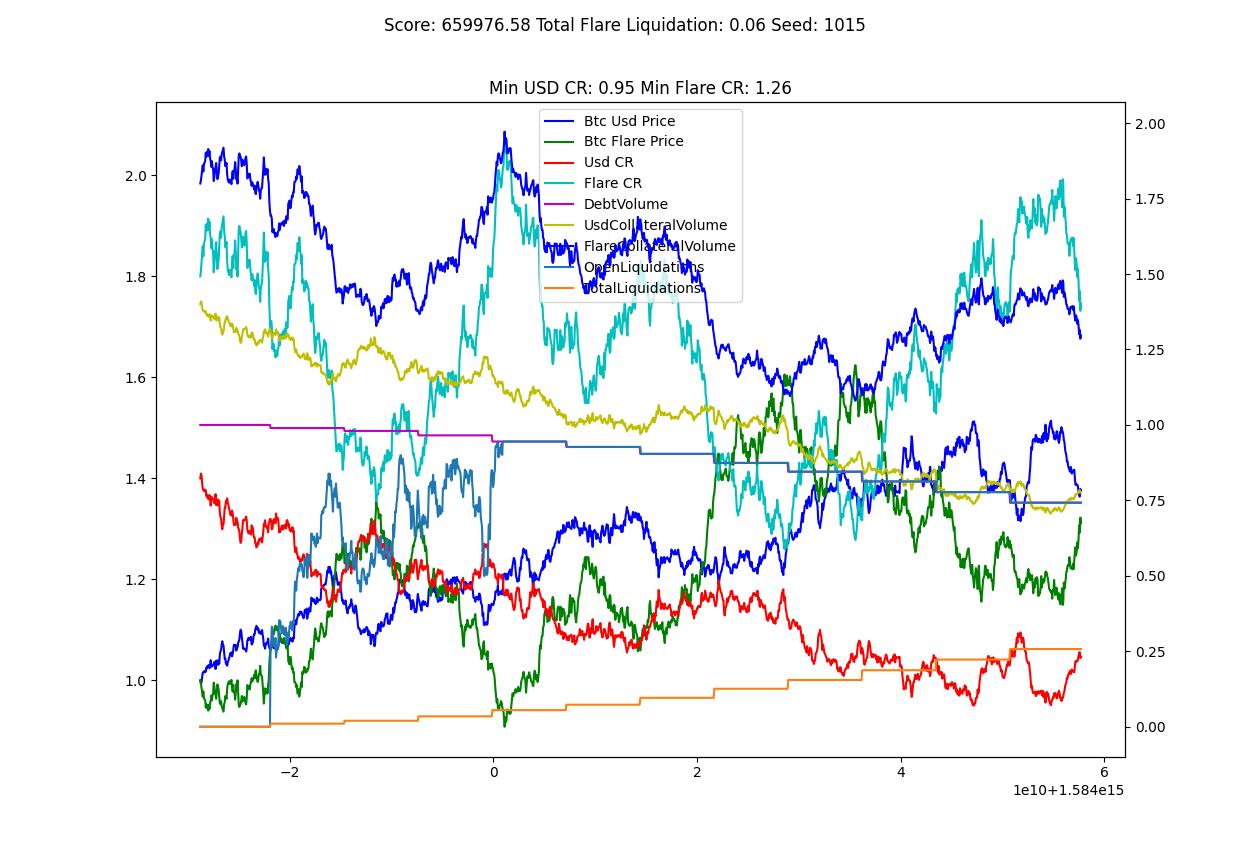 Score: 659976.58 Total Flare Liquidation: 0.06 Seed: 1015
Min USD CR: 0.95 Min Flare CR: 1.26
Btc Usd Price
Btc Flare Price
Usd CR
Flare CR
DebtVolume
UsdCollateralVolume
FlareCollateralVolume
OpenLiquidations
TotalLiquidations
2.0
1.8
1.6
1.4
1.2
1.0
2.00
1.75
1.50
1.25
1.00
0.75
0.50
0.25
0.00
−2 0 2 4 6
1e10+1.584e15